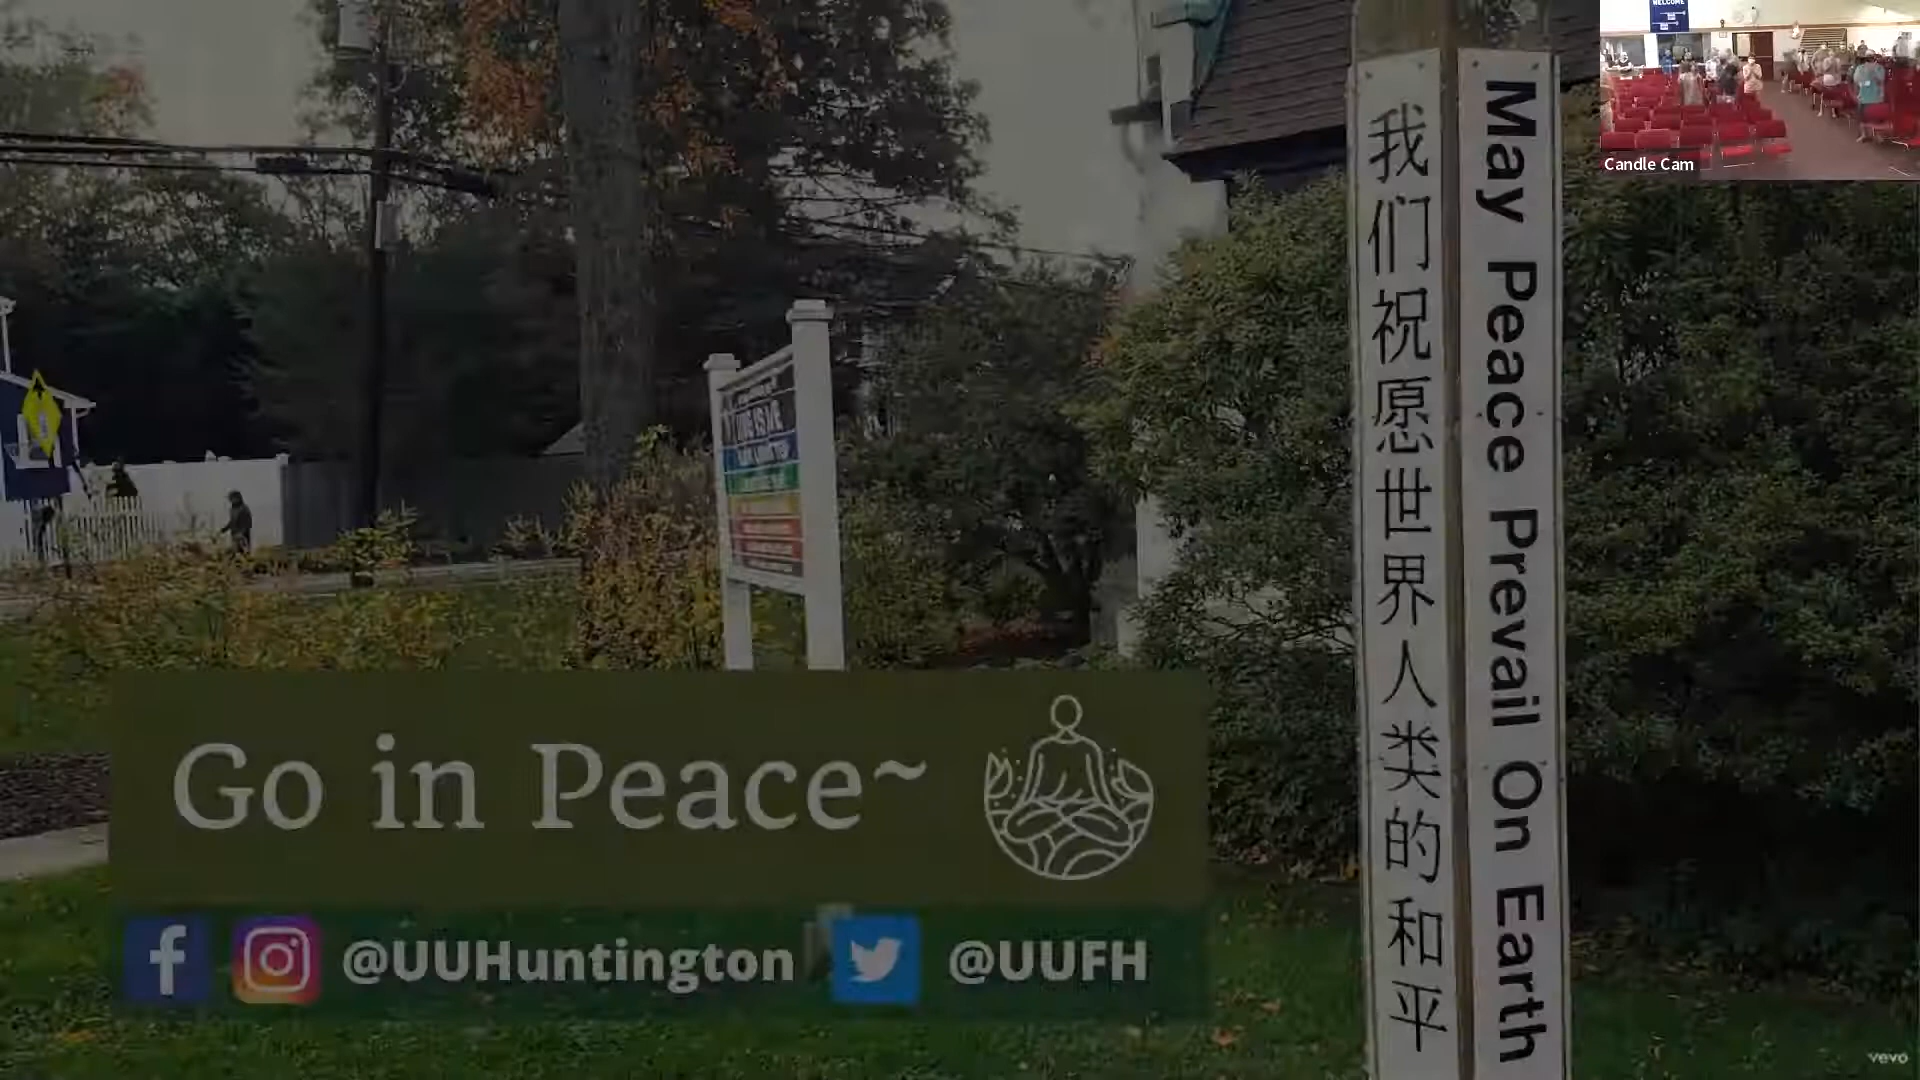 WELCOME
Candle Cam
我们祝愿世界人类的和平
May Peace Prevail On Earth
Go in Peace~
@UUHuntington
@UUFH
vevo